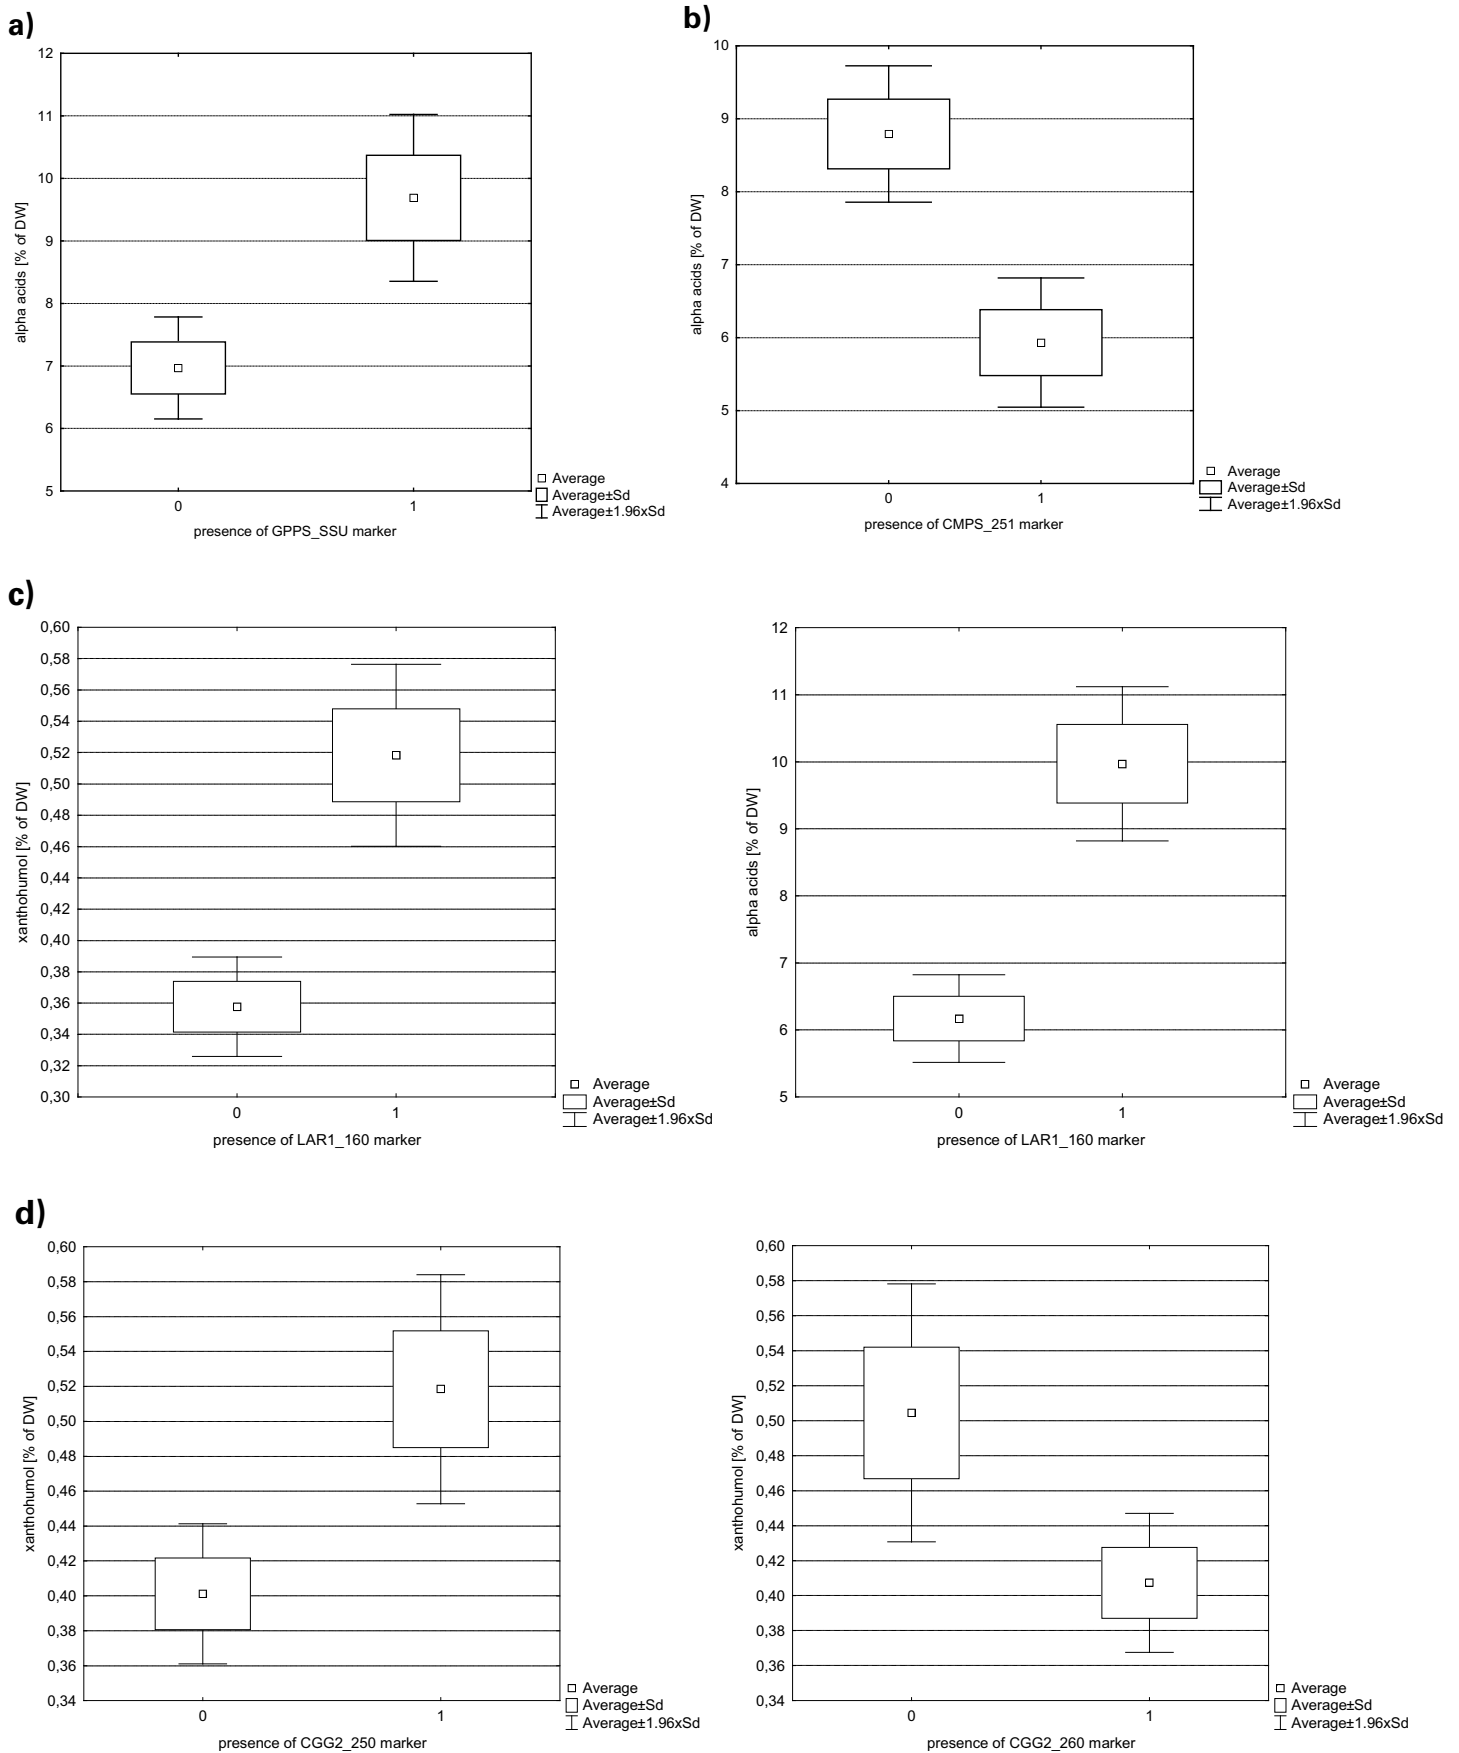 a)
12
11
10
9
8
7
6
5
alpha acids [% of DW]
0
1
presence of GPPS_SSU marker
Average
Average±Sd
Average±1.96xSd
b)
10
9
8
7
6
5
4
alpha acids [% of DW]
0
1
presence of CMPS_251 marker
Average
Average±Sd
Average±1.96xSd
c)
0,60
0,58
0,56
0,54
0,52
0,50
0,48
0,46
0,44
0,42
0,40
0,38
0,36
0,34
0,32
0,30
xanthohumol [% of DW]
0
1
presence of LAR1_160 marker
Average
Average±Sd
Average±1.96xSd
12
11
10
9
8
7
6
5
alpha acids [% of DW]
0
1
presence of LAR1_160 marker
Average
Average±Sd
Average±1.96xSd
d)
0,60
0,58
0,56
0,54
0,52
0,50
0,48
0,46
0,44
0,42
0,40
0,38
0,36
0,34
xanthohumol [% of DW]
0
1
presence of CGG2_250 marker
Average
Average±Sd
Average±1.96xSd
0,60
0,58
0,56
0,54
0,52
0,50
0,48
0,46
0,44
0,42
0,40
0,38
0,36
0,34
xanthohumol [% of DW]
0
1
presence of CGG2_260 marker
Average
Average±Sd
Average±1.96xSd